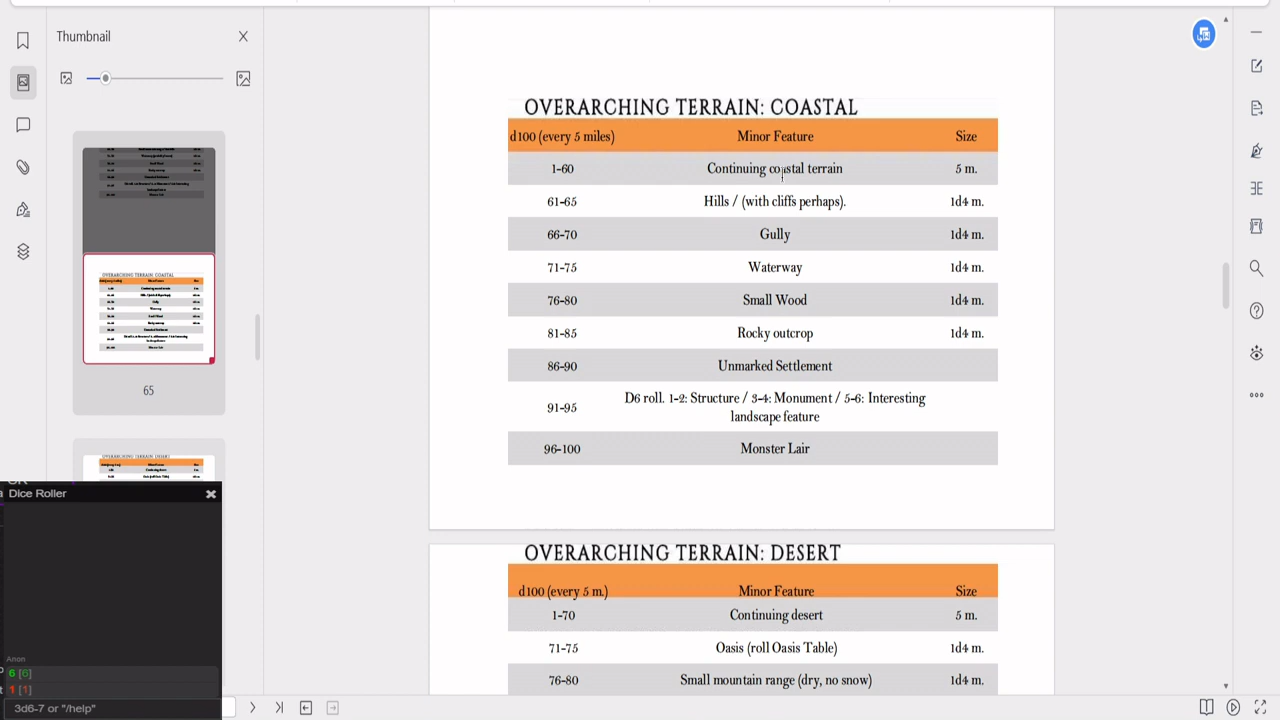 Thumbnail
65
OVERARCHING TERRAIN: COASTAL
d100 (every 5 miles) Minor Feature Size
1-60 Continuing coastal terrain 5 m.
61-65 Hills / (with cliffs perhaps). 1d4 m.
66-70 Gully 1d4 m.
71-75 Waterway 1d4 m.
76-80 Small Wood 1d4 m.
81-85 Rocky outcrop 1d4 m.
86-90 Unmarked Settlement
91-95 D6 roll. 1-2: Structure / 3-4: Monument / 5-6: Interesting
landscape feature
96-100 Monster Lair
OVERARCHING TERRAIN: DESERT
d100 (every 5 m.) Minor Feature Size
1-70 Continuing desert 5 m.
71-75 Oasis (roll Oasis Table) 1d4 m.
76-80 Small mountain range (dry, no snow) 1d4 m.
Dice Roller
Anon
6 [6]
1 [1]
3d6-7 or "/help"